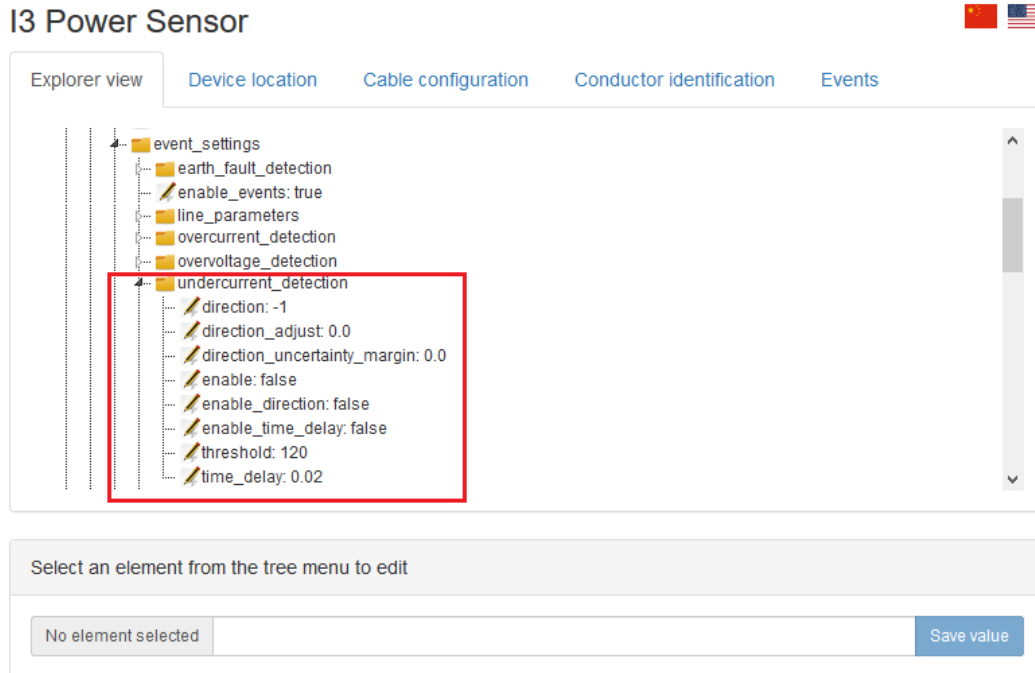 I3 Power Sensor
Explorer view Device location Cable configuration Conductor identification Events
event_settings
earth_fault_detection
enable_events: true
line_parameters
overcurrent_detection
overvoltage_detection
undercurrent_detection
direction: -1
direction_adjust: 0.0
direction_uncertainty_margin: 0.0
enable: false
enable_direction: false
enable_time_delay: false
threshold: 120
time_delay: 0.02
Select an element from the tree menu to edit
No element selected Save value